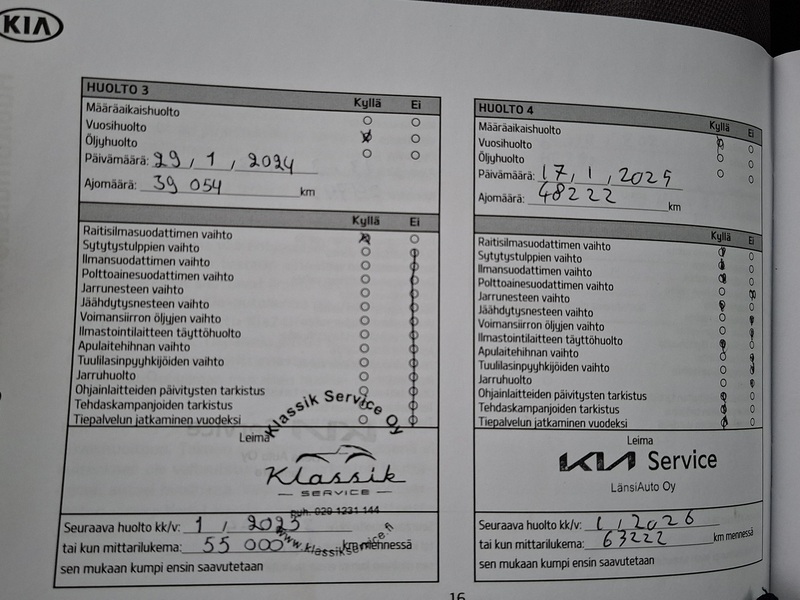 KIA
HUOLTO 3
Kyllä Ei
Määräaikaishuolto
Vuosihuolto
Öljyhuolto
Päivämäärä: 29, 1, 2024
Ajomäärä: 39 054 km
Kyllä Ei
Raitisilmasuodattimen vaihto
Sytytystulppien vaihto
Ilmansuodattimen vaihto
Polttoainesuodattimen vaihto
Jarrunesteen vaihto
Jäähdytysnesteen vaihto
Voimansiirron öljyjen vaihto
Ilmastointilaitteen täyttöhuolto
Apulaitehihnan vaihto
Tuulilasinpyyhkijöiden vaihto
Jarruhuolto
Ohjainlaitteiden päivitysten tarkistus
Tehdaskampanjoiden tarkistus
Tiepalvelun jatkaminen vuodeksi
Leima
Klassik Service Oy
Klassik
SERVICE
Puh. 020 1231 144
www.klassikservice.fi
Seuraava huolto kk/v: 1, 2025
tai kun mittarilukema: 55 000 km mennessä
sen mukaan kumpi ensin saavutetaan
HUOLTO 4
Kyllä Ei
Määräaikaishuolto
Vuosihuolto
Öljyhuolto
Päivämäärä: 17, 1, 2025
Ajomäärä: 48222 km
Kyllä Ei
Raitisilmasuodattimen vaihto
Sytytystulppien vaihto
Ilmansuodattimen vaihto
Polttoainesuodattimen vaihto
Jarrunesteen vaihto
Jäähdytysnesteen vaihto
Voimansiirron öljyjen vaihto
Ilmastointilaitteen täyttöhuolto
Apulaitehihnan vaihto
Tuulilasinpyyhkijöiden vaihto
Jarruhuolto
Ohjainlaitteiden päivitysten tarkistus
Tehdaskampanjoiden tarkistus
Tiepalvelun jatkaminen vuodeksi
Leima
KIA Service
LänsiAuto Oy
Seuraava huolto kk/v: 1, 2026
tai kun mittarilukema: 63222 km mennessä
sen mukaan kumpi ensin saavutetaan
16